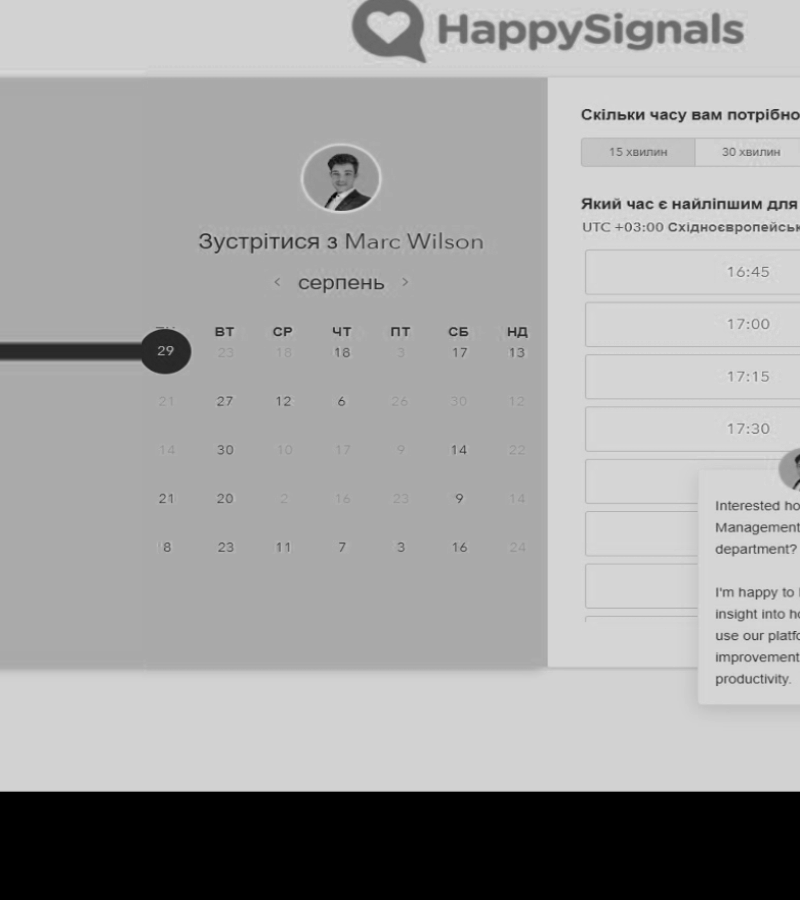 HappySignals
Зустрітися з Marc Wilson
серпень
ВТ СР ЧТ ПТ СБ НД
29 23 18 18 3 17 13
21 27 12 6 26 30 12
14 30 10 17 9 14 22
21 20 2 16 23 9 14
8 23 11 7 3 16 24
Скільки часу вам потрібно
15 хвилин 30 хвилин
Який час є найліпшим для
UTC +03:00 Східноєвропейськ
16:45
17:00
17:15
17:30
Interested ho
Management
department?
I'm happy to
insight into ho
use our platfo
improvement
productivity.